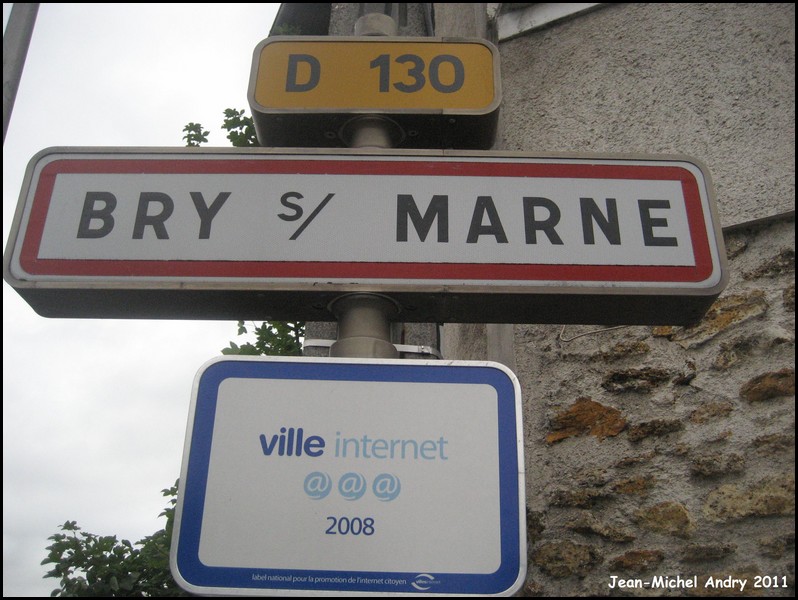 D 130
BRY s/ MARNE
ville internet
@@@
2008
label national pour la promotion de l'internet citoyen
Jean-Michel Andry 2011